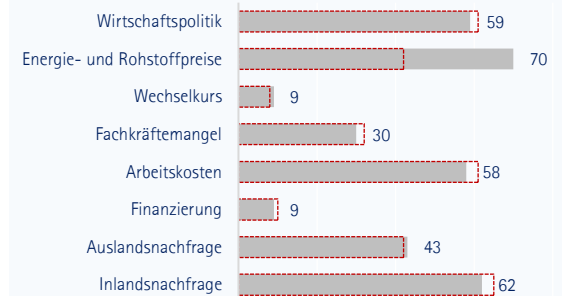 Wirtschaftspolitik 59
Energie- und Rohstoffpreise 70
Wechselkurs 9
Fachkräftemangel 30
Arbeitskosten 58
Finanzierung 9
Auslandsnachfrage 43
Inlandsnachfrage 62